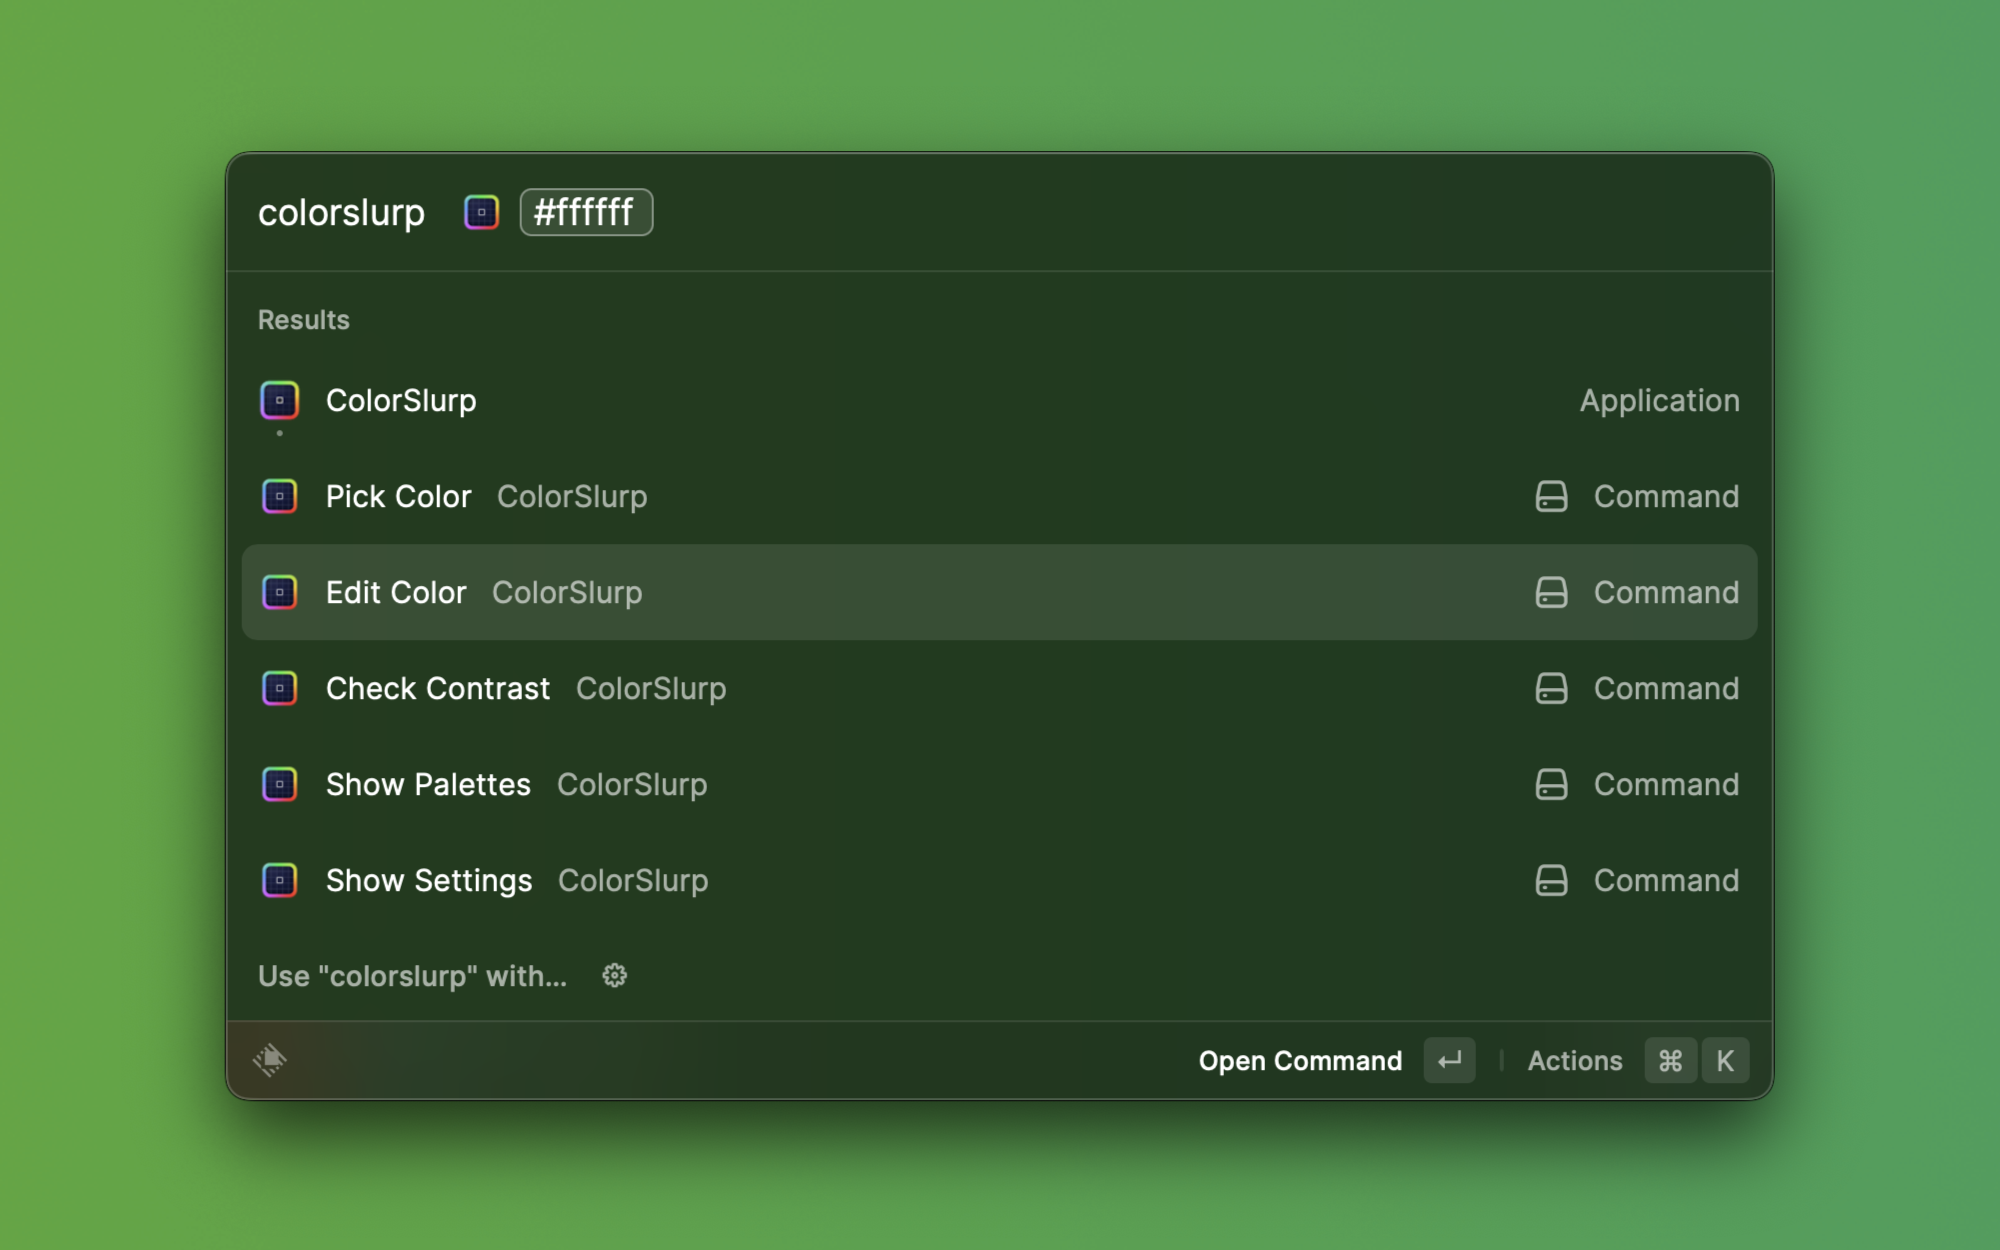 colorslurp #ffffff
Results
ColorSlurp Application
Pick Color ColorSlurp Command
Edit Color ColorSlurp Command
Check Contrast ColorSlurp Command
Show Palettes ColorSlurp Command
Show Settings ColorSlurp Command
Use "colorslurp" with...
Open Command ↵ Actions ⌘ K